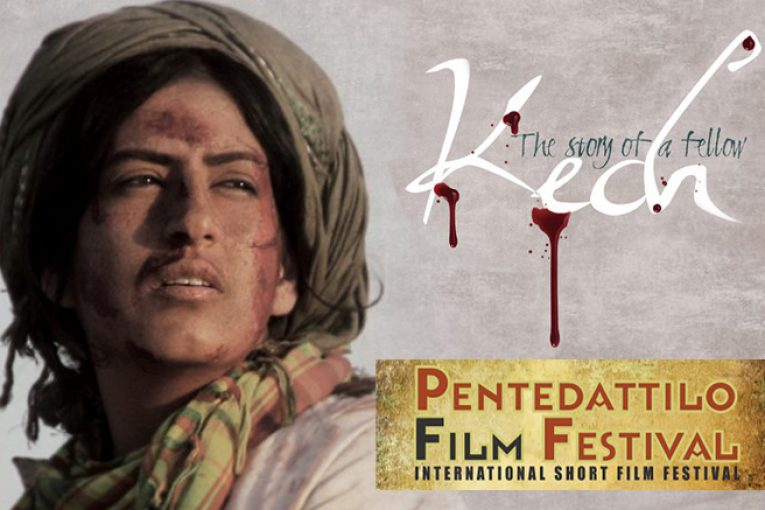 Kech
The story of a fellow
PENTEDATTILO
FILM FESTIVAL
INTERNATIONAL SHORT FILM FESTIVAL